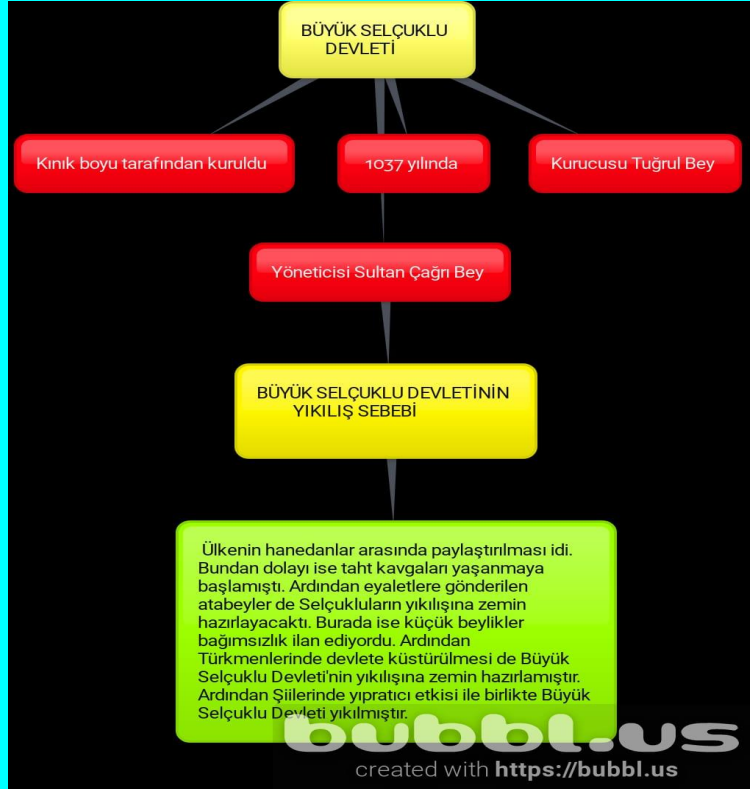 BÜYÜK SELÇUKLU
DEVLETİ
Kınık boyu tarafından kuruldu
1037 yılında
Kurucusu Tuğrul Bey
Yöneticisi Sultan Çağrı Bey
BÜYÜK SELÇUKLU DEVLETİNİN
YIKILIŞ SEBEBİ
Ülkenin hanedanlar arasında paylaştırılması idi.
Bundan dolayı ise taht kavgaları yaşanmaya
başlamıştı. Ardından eyaletlere gönderilen
atabeyler de Selçukluların yıkılışına zemin
hazırlayacaktı. Burada ise küçük beylikler
bağımsızlık ilan ediyordu. Ardından
Türkmenlerinde devlete küstürülmesi de Büyük
Selçuklu Devleti'nin yıkılışına zemin hazırlamıştır.
Ardından Şiilerinde yıpratıcı etkisi ile birlikte Büyük
Selçuklu Devleti yıkılmıştır.
bubbl.us
created with https://bubbl.us